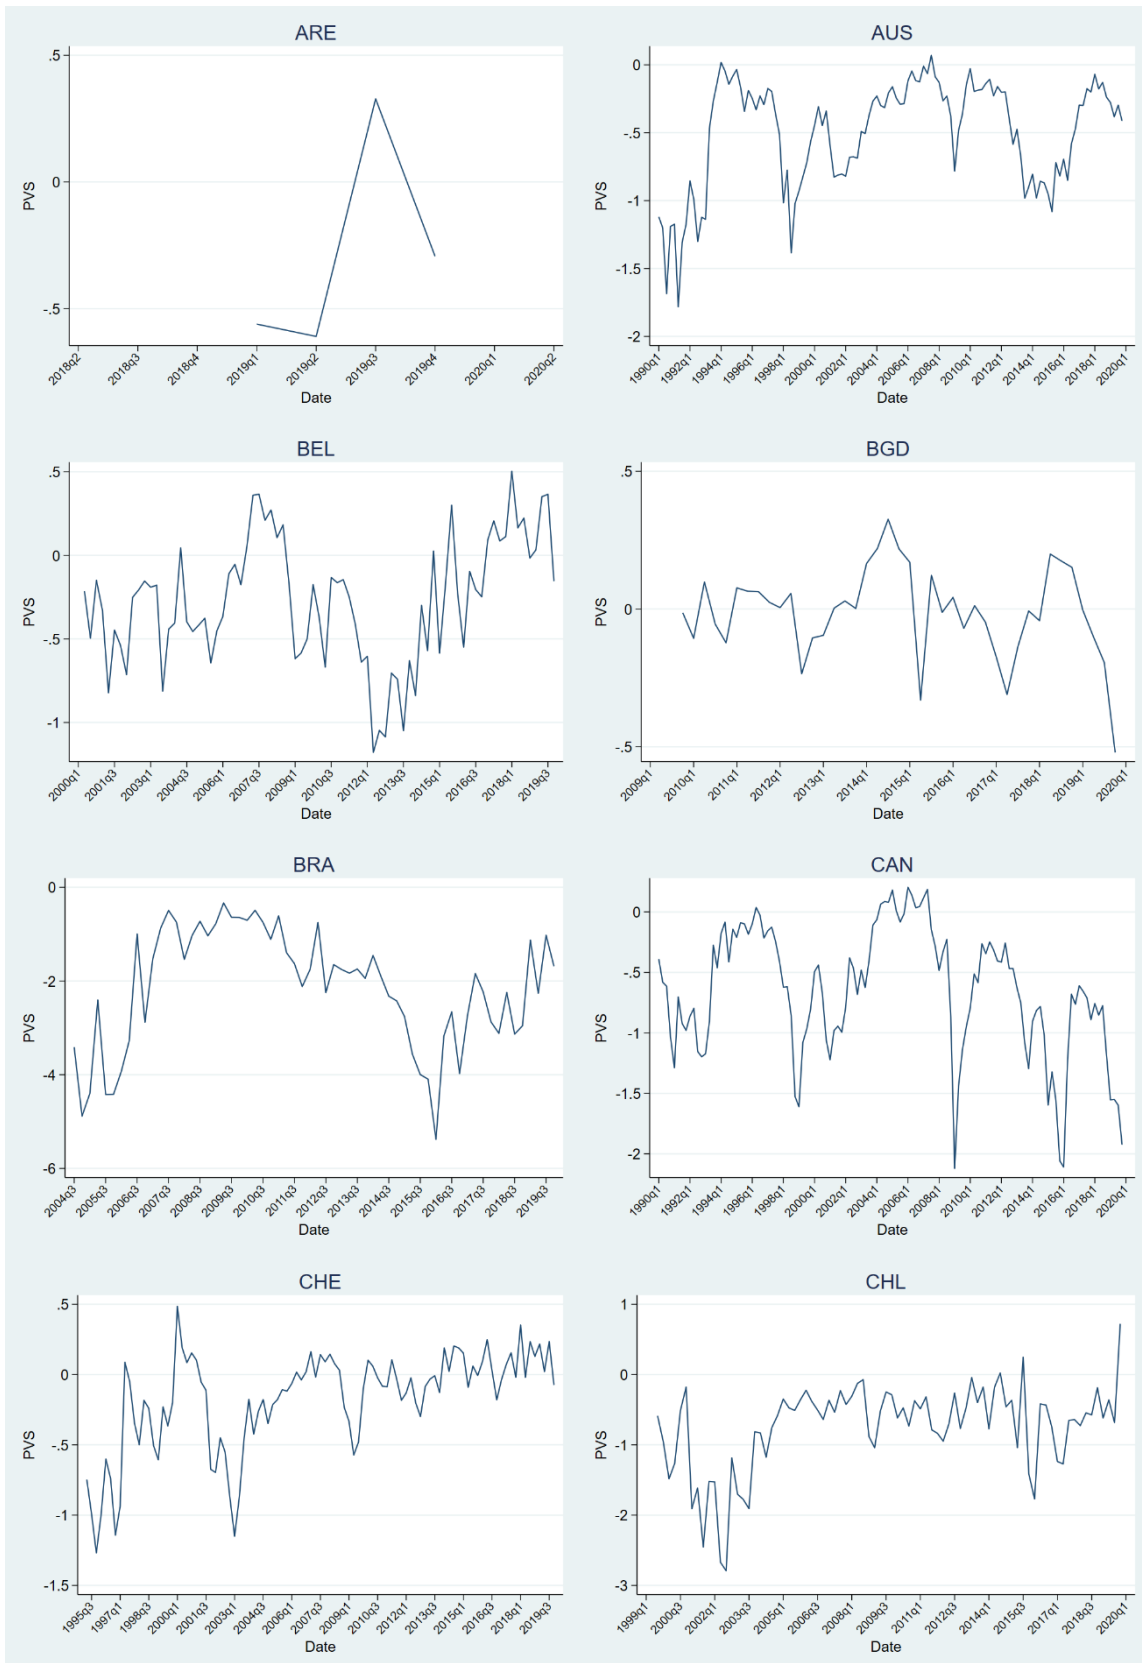 ARE
.5
0
-.5
PVS
2018q2 2018q3 2018q4 2019q1 2019q2 2019q3 2019q4 2020q1 2020q2
Date
AUS
0
-.5
-1
-1.5
-2
PVS
1990q1 1992q1 1994q1 1996q1 1998q1 2000q1 2002q1 2004q1 2006q1 2008q1 2010q1 2012q1 2014q1 2016q1 2018q1 2020q1
Date
BEL
.5
0
-.5
-1
PVS
2000q1 2001q3 2003q1 2004q3 2006q1 2007q3 2009q1 2010q3 2012q1 2013q3 2015q1 2016q3 2018q1 2019q3
Date
BGD
.5
0
-.5
PVS
2009q1 2010q1 2011q1 2012q1 2013q1 2014q1 2015q1 2016q1 2017q1 2018q1 2019q1 2020q1
Date
BRA
0
-2
-4
-6
PVS
2004q3 2005q3 2006q3 2007q3 2008q3 2009q3 2010q3 2011q3 2012q3 2013q3 2014q3 2015q3 2016q3 2017q3 2018q3 2019q3
Date
CAN
0
-.5
-1
-1.5
-2
PVS
1990q1 1992q1 1994q1 1996q1 1998q1 2000q1 2002q1 2004q1 2006q1 2008q1 2010q1 2012q1 2014q1 2016q1 2018q1 2020q1
Date
CHE
.5
0
-.5
-1
-1.5
PVS
1995q3 1997q1 1998q3 2000q1 2001q3 2003q1 2004q3 2006q1 2007q3 2009q1 2010q3 2012q1 2013q3 2015q1 2016q3 2018q1 2019q3
Date
CHL
1
0
-1
-2
-3
PVS
1999q1 2000q3 2002q1 2003q3 2005q1 2006q3 2008q1 2009q3 2011q1 2012q3 2014q1 2015q3 2017q1 2018q3 2020q1
Date